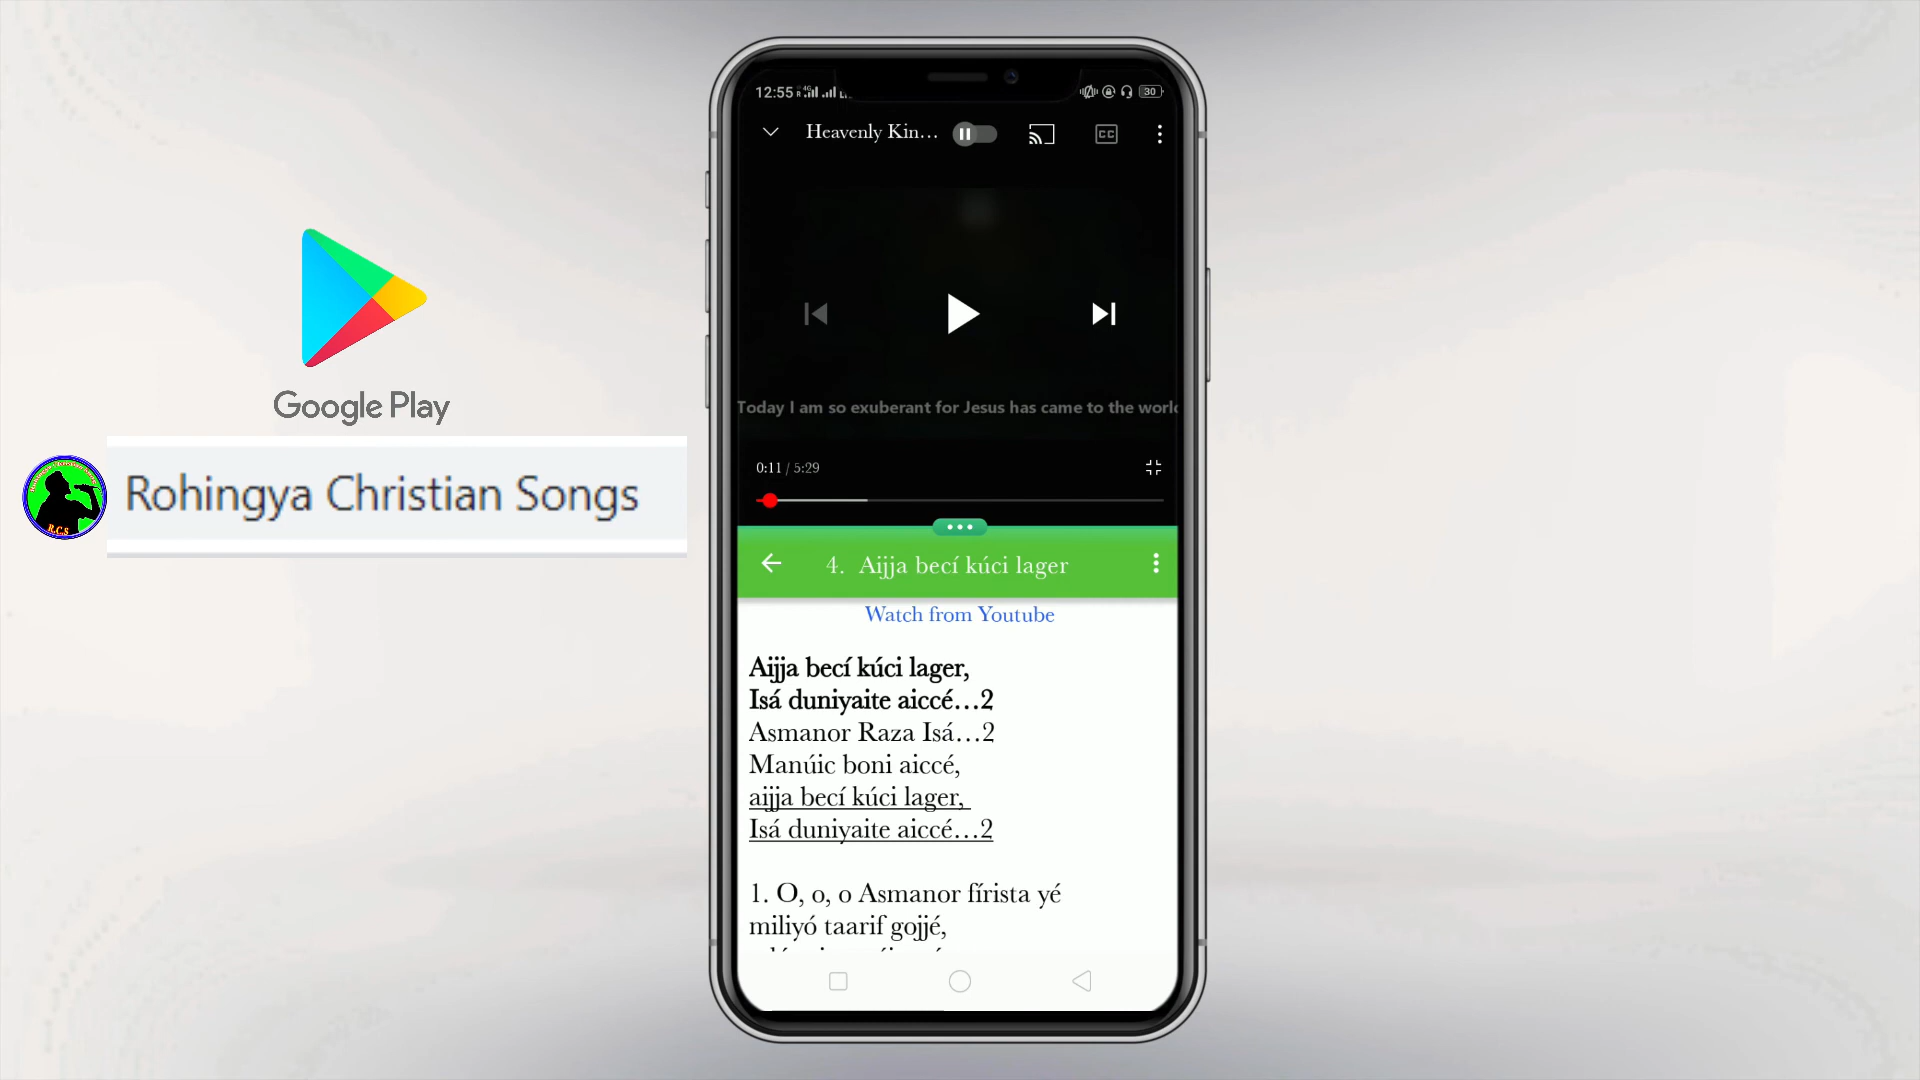 Google Play
Rohingya Christian Songs
R.C.S
12:55
30
Heavenly Kin...
CC
Today I am so exuberant for Jesus has came to the world
0:11 / 5:29
4. Aijja becí kúci lager
Watch from Youtube
Aijja becí kúci lager,
Isá duniyaite aiccé...2
Asmanor Raza Isá...2
Manúic boni aiccé,
aijja becí kúci lager,
Isá duniyaite aiccé...2
1. O, o, o Asmanor fírista yé
miliyó taarif gojjé,